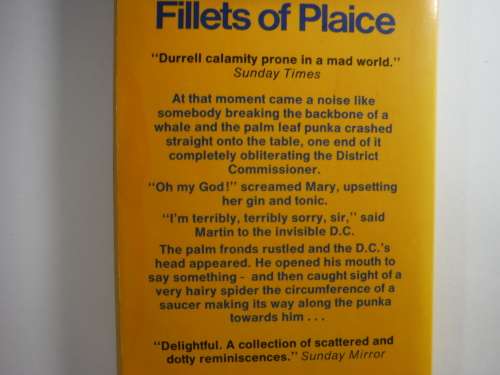 Fillets of Plaice
"Durrell calamity prone in a mad world."
Sunday Times
At that moment came a noise like
somebody breaking the backbone of a
whale and the palm leaf punka crashed
straight onto the table, one end of it
completely obliterating the District
Commissioner.
"Oh my God!" screamed Mary, upsetting
her gin and tonic.
"I'm terribly, terribly sorry, sir," said
Martin to the invisible D.C.
The palm fronds rustled and the D.C.'s
head appeared. He opened his mouth to
say something - and then caught sight of a
very hairy spider the circumference of a
saucer making its way along the punka
towards him . . .
"Delightful. A collection of scattered and
dotty reminiscences." Sunday Mirror